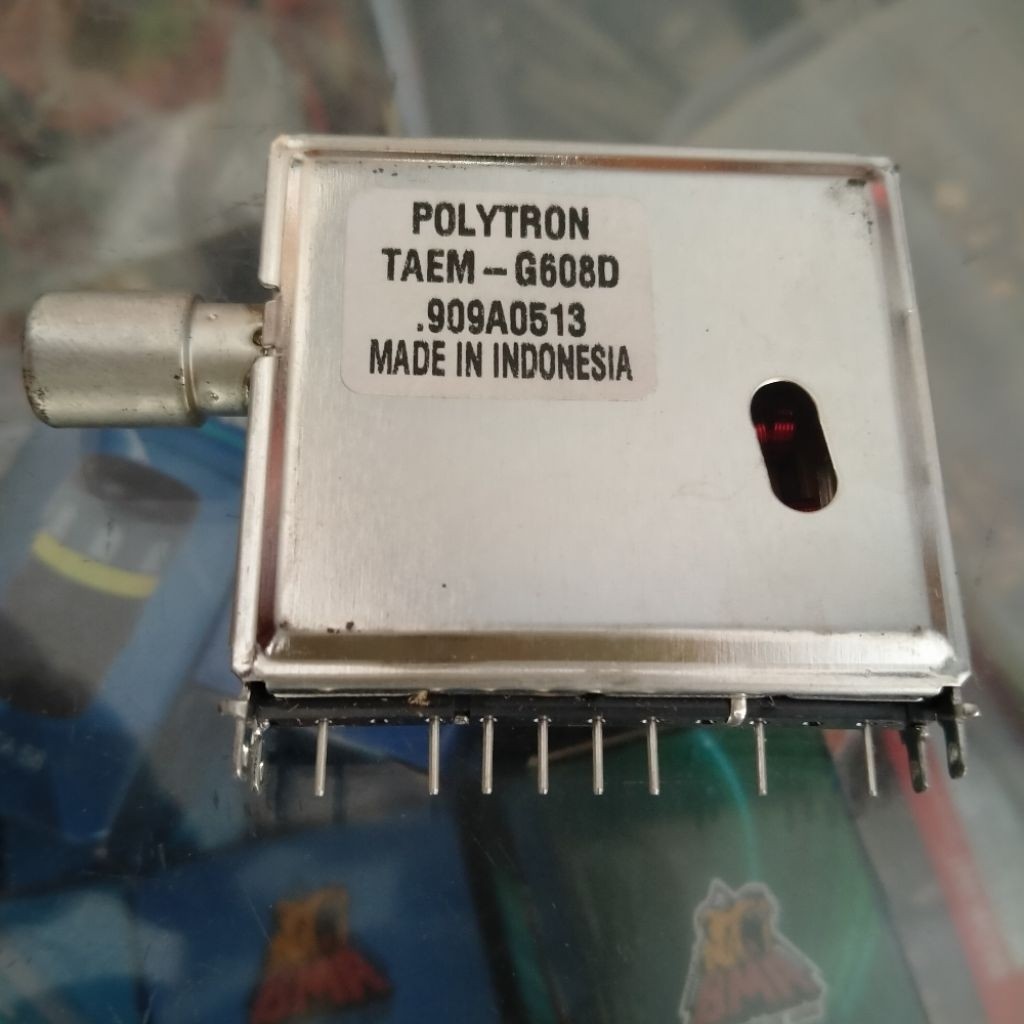 POLYTRON
TAEM – G608D
.909A0513
MADE IN INDONESIA